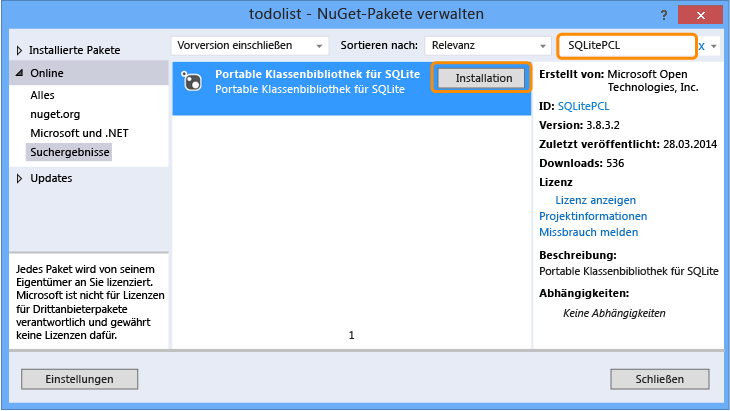 todolist - NuGet-Pakete verwalten
?
x
Installierte Pakete
Online
Alles
nuget.org
Microsoft und .NET
Suchergebnisse
Updates
Jedes Paket wird von seinem
Eigentümer an Sie lizenziert.
Microsoft ist nicht für Lizenzen
für Drittanbieterpakete
verantwortlich und gewährt
keine Lizenzen dafür.
Vorversion einschließen
Sortieren nach:
Relevanz
SQLitePCL
x
Portable Klassenbibliothek für SQLite
Portable Klassenbibliothek für SQLite
Installation
1
Erstellt von: Microsoft Open
Technologies, Inc.
ID: SQLitePCL
Version: 3.8.3.2
Zuletzt veröffentlicht: 28.03.2014
Downloads: 536
Lizenz
Lizenz anzeigen
Projektinformationen
Missbrauch melden
Beschreibung:
Portable Klassenbibliothek für SQLite
Abhängigkeiten:
Keine Abhängigkeiten
Einstellungen
Schließen